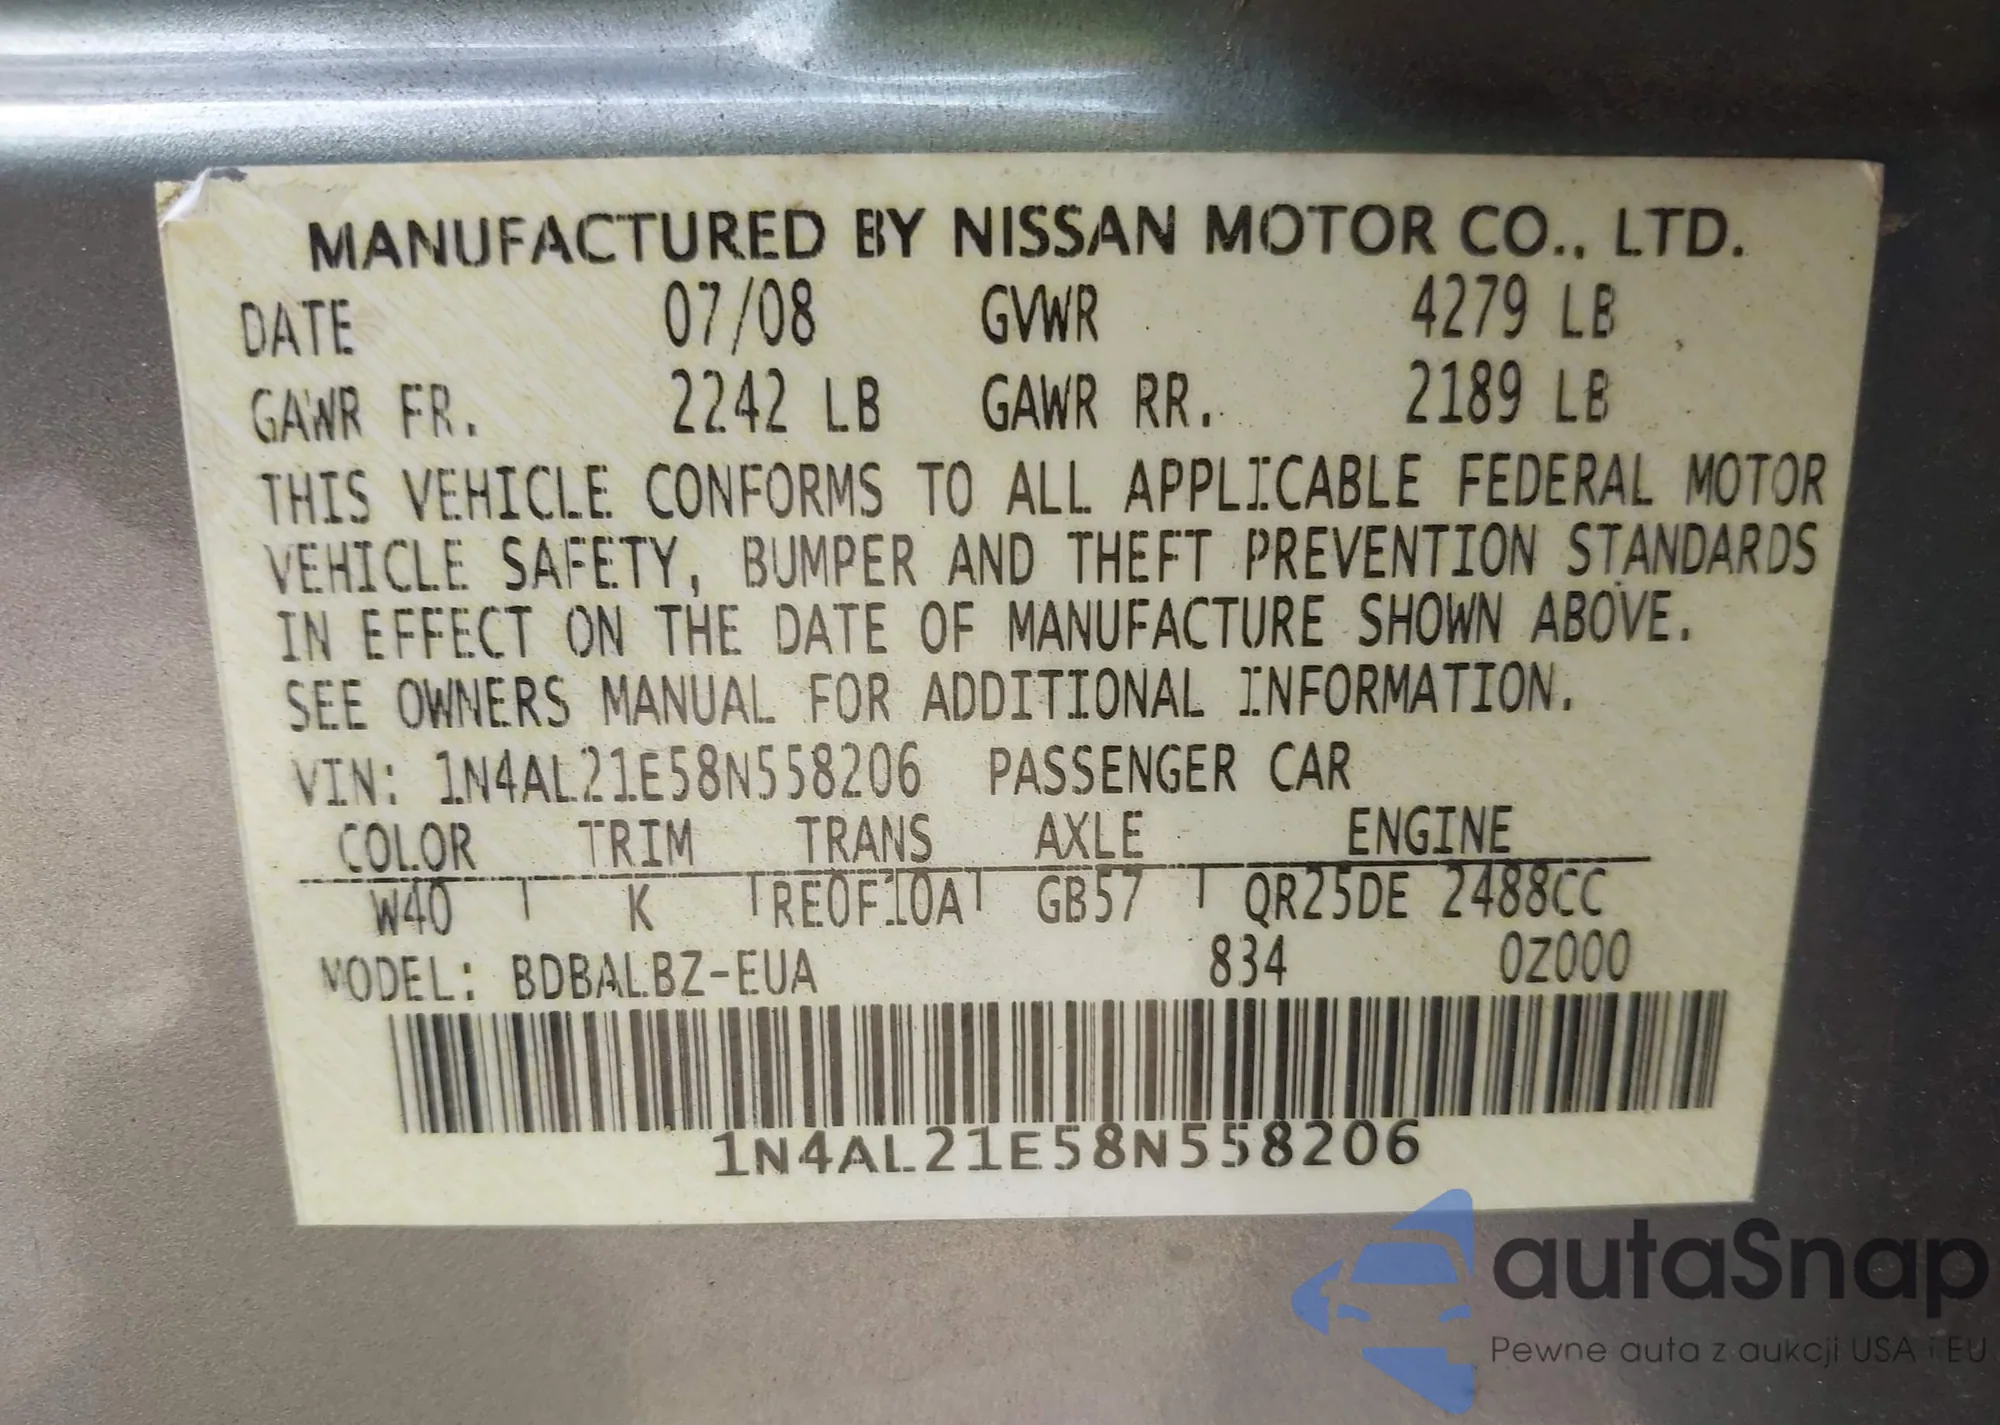 MANUFACTURED BY NISSAN MOTOR CO., LTD.
DATE 07/08 GVWR 4279 LB
GAWR FR. 2242 LB GAWR RR. 2189 LB
THIS VEHICLE CONFORMS TO ALL APPLICABLE FEDERAL MOTOR
VEHICLE SAFETY, BUMPER AND THEFT PREVENTION STANDARDS
IN EFFECT ON THE DATE OF MANUFACTURE SHOWN ABOVE.
SEE OWNERS MANUAL FOR ADDITIONAL INFORMATION.
VIN: 1N4AL21E58N558206 PASSENGER CAR
COLOR TRIM TRANS AXLE ENGINE
W40 K RE0F10A GB57 QR25DE 2488CC
MODEL: BDBALBZ-EUA 834 0Z000
1N4AL21E58N558206
autaSnap
Pewne auta z aukcji USA i EU